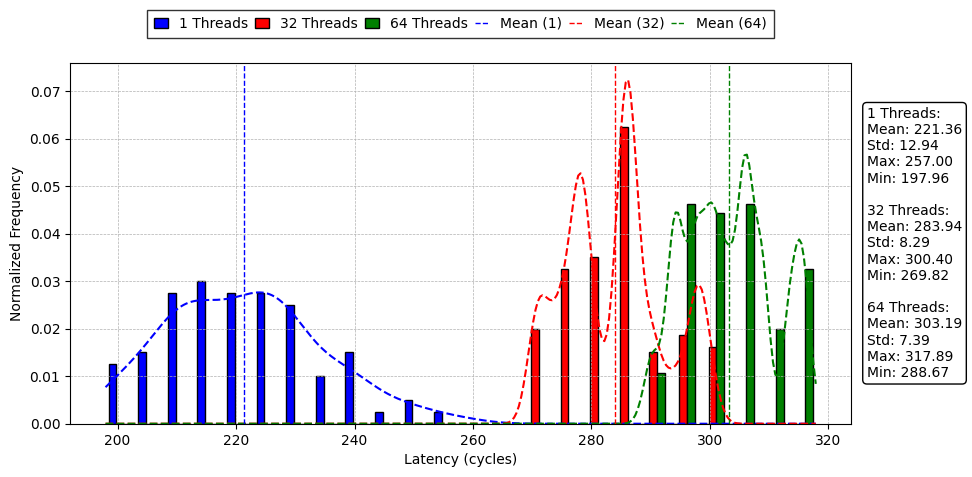 1 Threads 32 Threads 64 Threads Mean (1) Mean (32) Mean (64)
0.07
0.06
0.05
0.04
0.03
0.02
0.01
0.00
Normalized Frequency
200 220 240 260 280 300 320
Latency (cycles)
1 Threads:
Mean: 221.36
Std: 12.94
Max: 257.00
Min: 197.96
32 Threads:
Mean: 283.94
Std: 8.29
Max: 300.40
Min: 269.82
64 Threads:
Mean: 303.19
Std: 7.39
Max: 317.89
Min: 288.67